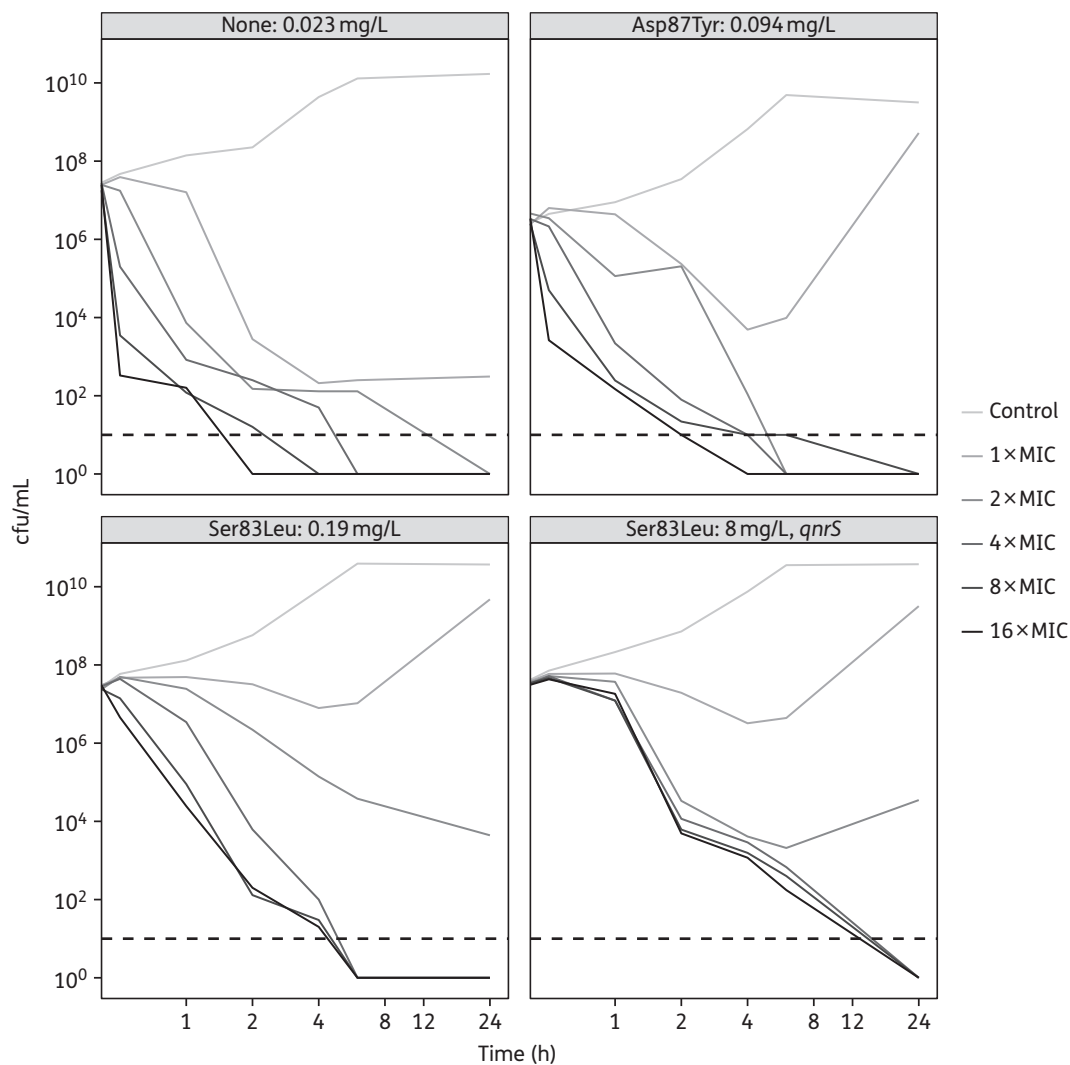 None: 0.023 mg/L
Asp87Tyr: 0.094 mg/L
10¹⁰
10⁸
10⁶
10⁴
10²
10⁰
Control
1×MIC
2×MIC
4×MIC
8×MIC
16×MIC
cfu/mL
Ser83Leu: 0.19 mg/L
Ser83Leu: 8 mg/L, qnrS
10¹⁰
10⁸
10⁶
10⁴
10²
10⁰
1 2 4 8 12 24
1 2 4 8 12 24
Time (h)